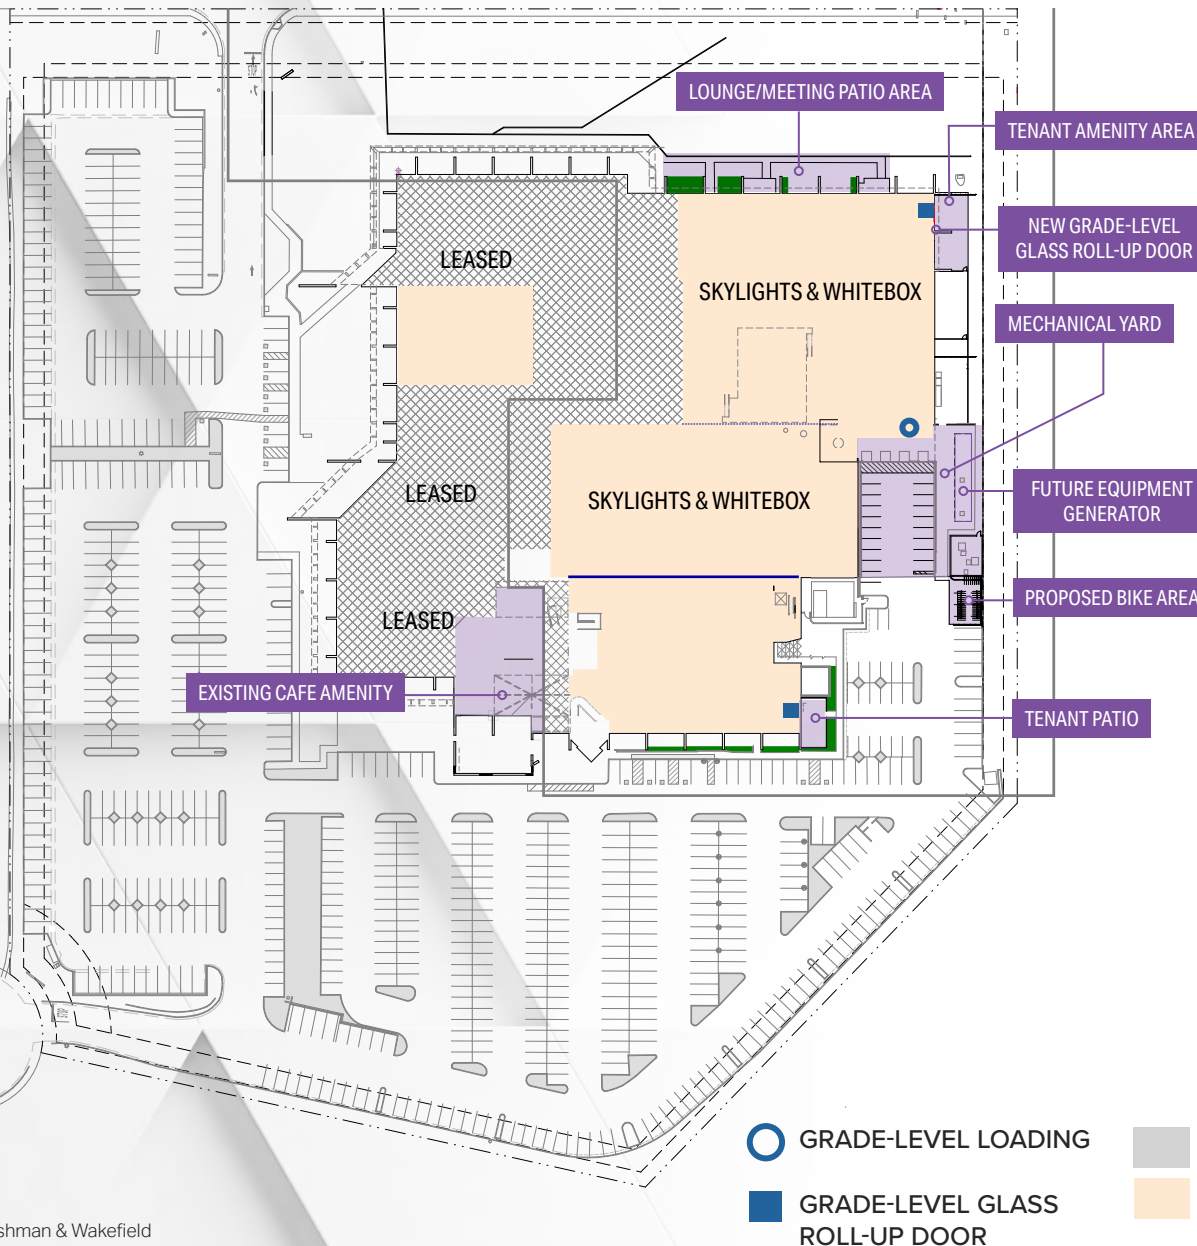 LOUNGE/MEETING PATIO AREA
TENANT AMENITY AREA
NEW GRADE-LEVEL
GLASS ROLL-UP DOOR
LEASED
SKYLIGHTS & WHITEBOX
MECHANICAL YARD
LEASED
SKYLIGHTS & WHITEBOX
FUTURE EQUIPMENT
GENERATOR
PROPOSED BIKE AREA
LEASED
EXISTING CAFE AMENITY
TENANT PATIO
GRADE-LEVEL LOADING
GRADE-LEVEL GLASS
ROLL-UP DOOR
shman & Wakefield